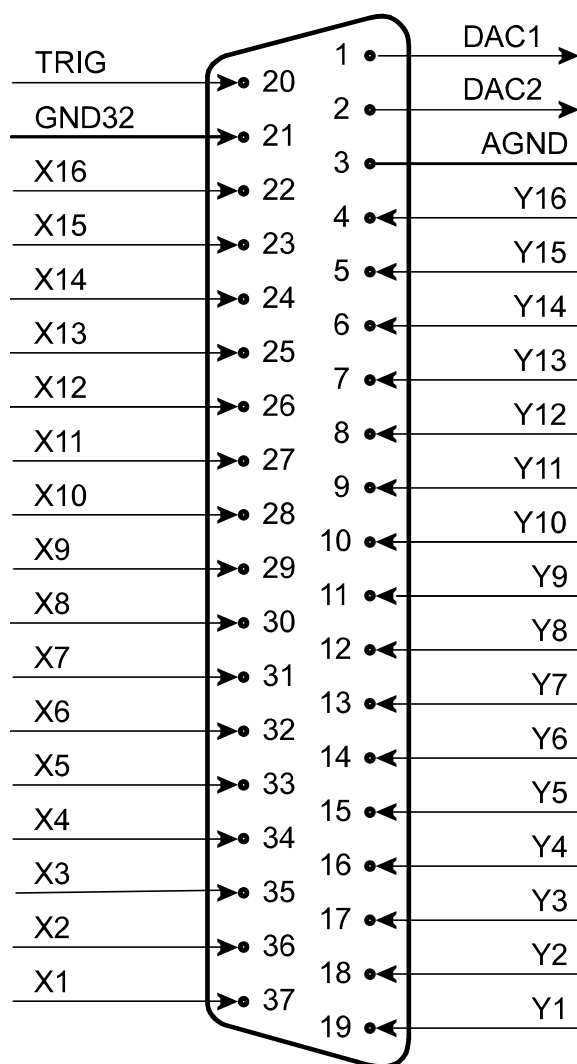 1 DAC1
TRIG 20
2 DAC2
GND32 21
3 AGND
X16 22
4 Y16
X15 23
5 Y15
X14 24
6 Y14
X13 25
7 Y13
X12 26
8 Y12
X11 27
9 Y11
X10 28
10 Y10
X9 29
11 Y9
X8 30
12 Y8
X7 31
13 Y7
X6 32
14 Y6
X5 33
15 Y5
X4 34
16 Y4
X3 35
17 Y3
X2 36
18 Y2
X1 37
19 Y1